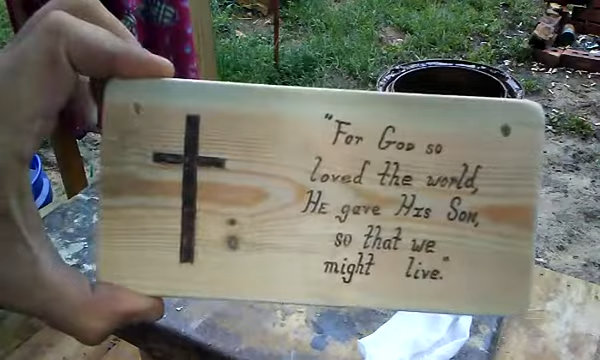 "For God so
loved the world,
HE gave His Son,
so that we
might live."